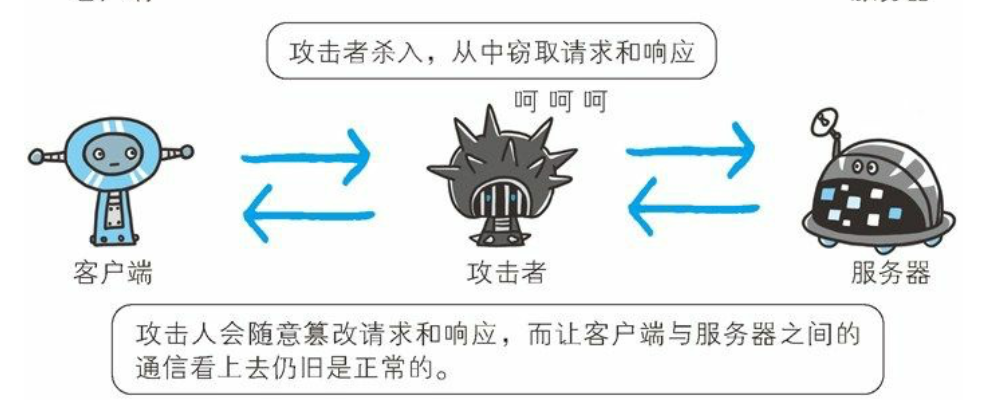 攻击者杀入，从中窃取请求和响应
呵 呵 呵
客户端
攻击者
服务器
攻击人会随意篡改请求和响应，而让客户端与服务器之间的
通信看上去仍旧是正常的。